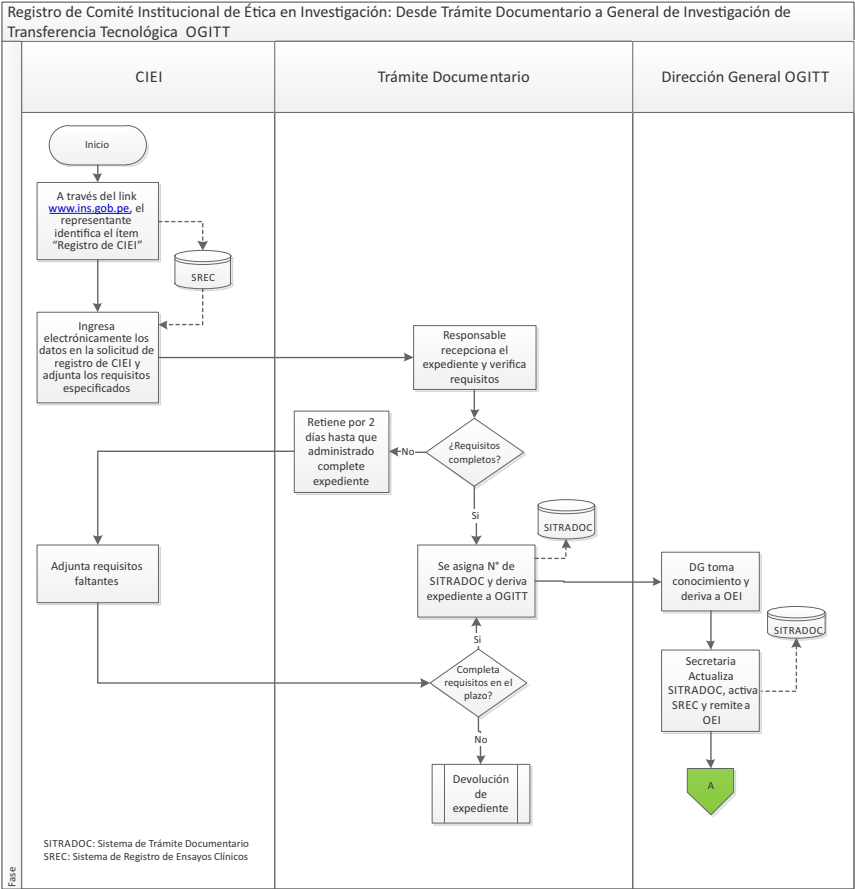 Registro de Comité Institucional de Ética en Investigación: Desde Trámite Documentario a General de Investigación de
Transferencia Tecnológica OGITT
CIEI
Trámite Documentario
Dirección General OGITT
Inicio
A través del link
www.ins.gob.pe, el
representante
identifica el ítem
“Registro de CIEI”
SREC
Ingresa
electrónicamente los
datos en la solicitud de
registro de CIEI y
adjunta los requisitos
especificados
Responsable
recepciona el
expediente y verifica
requisitos
¿Requisitos
completos?
No
Retiene por 2
días hasta que
administrado
complete
expediente
Si
SITRADOC
Adjunta requisitos
faltantes
Se asigna N° de
SITRADOC y deriva
expediente a OGITT
DG toma
conocimiento y
deriva a OEI
SITRADOC
Si
Completa
requisitos en el
plazo?
Secretaria
Actualiza
SITRADOC, activa
SREC y remite a
OEI
No
Devolución
de
expediente
A
SITRADOC: Sistema de Trámite Documentario
SREC: Sistema de Registro de Ensayos Clínicos
Fase